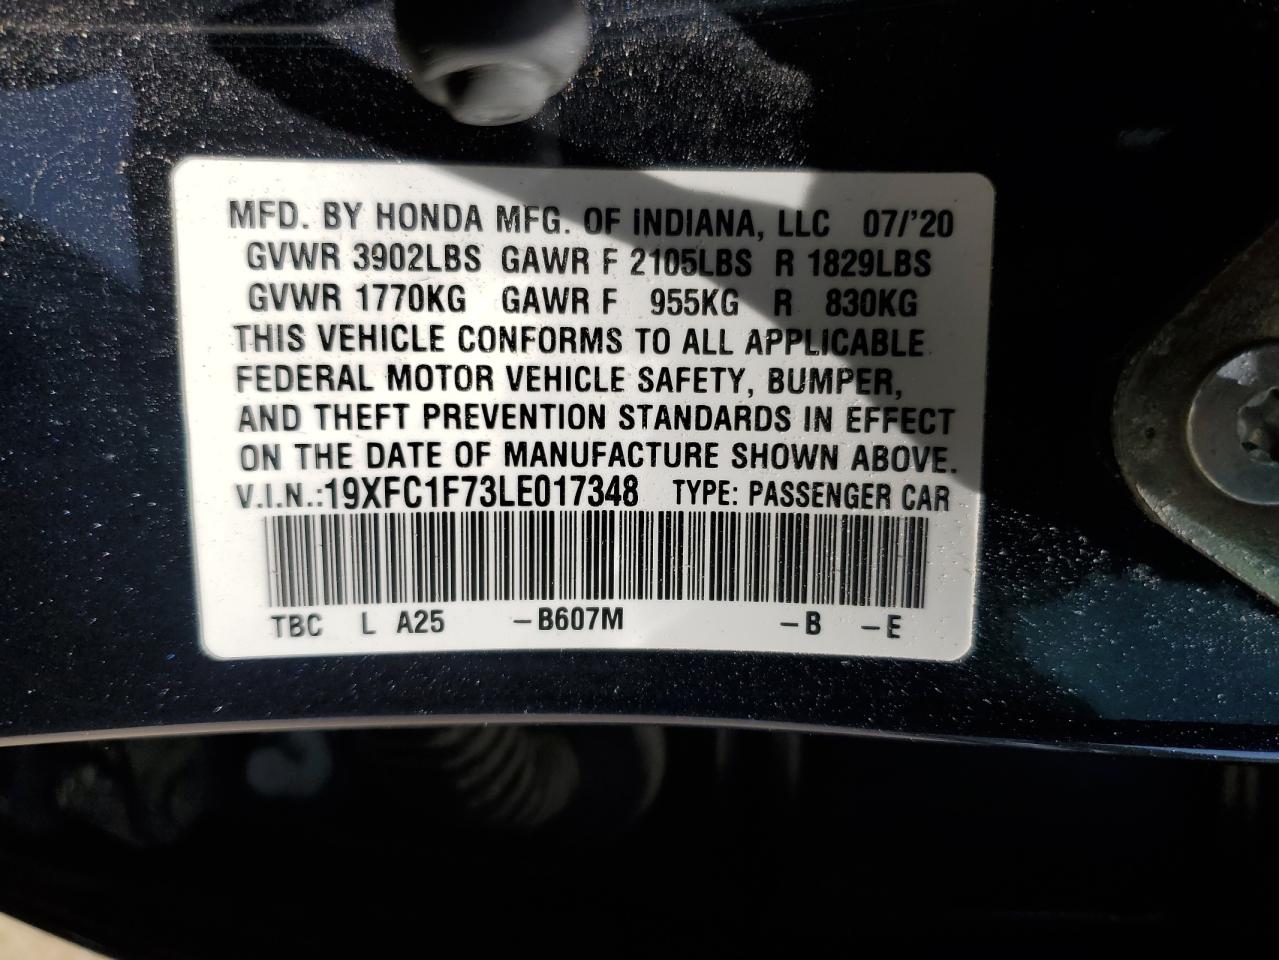 MFD. BY HONDA MFG. OF INDIANA, LLC 07/'20
GVWR 3902LBS GAWR F 2105LBS R 1829LBS
GVWR 1770KG GAWR F 955KG R 830KG
THIS VEHICLE CONFORMS TO ALL APPLICABLE
FEDERAL MOTOR VEHICLE SAFETY, BUMPER,
AND THEFT PREVENTION STANDARDS IN EFFECT
ON THE DATE OF MANUFACTURE SHOWN ABOVE.
V.I.N.:19XFC1F73LE017348 TYPE: PASSENGER CAR
TBC L A25 -B607M -B -E